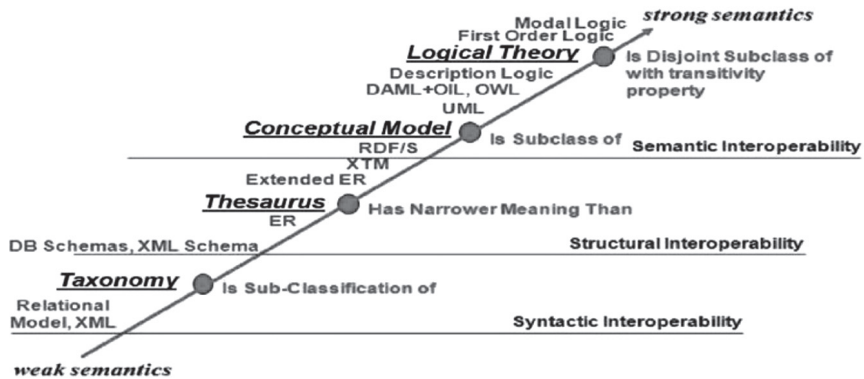 Modal Logic
strong semantics
First Order Logic
Logical Theory
Is Disjoint Subclass of
with transitivity
property
Description Logic
DAML+OIL, OWL
UML
Conceptual Model
Is Subclass of
Semantic Interoperability
RDF/S
XTM
Extended ER
Thesaurus
Has Narrower Meaning Than
ER
DB Schemas, XML Schema
Structural Interoperability
Taxonomy
Is Sub-Classification of
Relational
Model, XML
Syntactic Interoperability
weak semantics